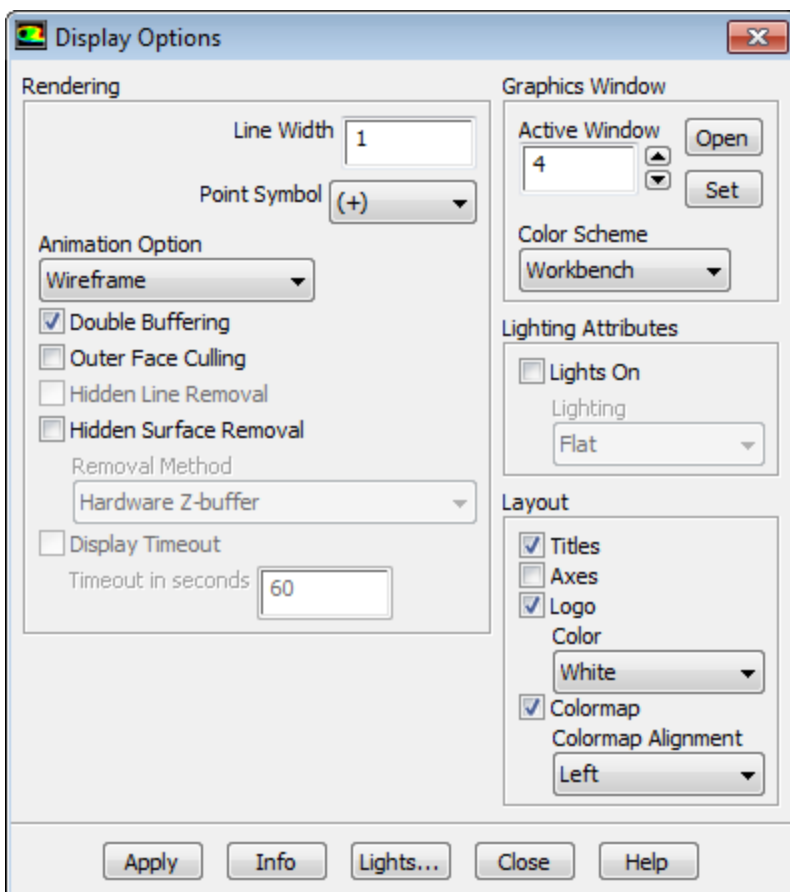 Display Options
Rendering
Line Width 1
Point Symbol (+)
Animation Option
Wireframe
Double Buffering
Outer Face Culling
Hidden Line Removal
Hidden Surface Removal
Removal Method
Hardware Z-buffer
Display Timeout
Timeout in seconds 60
Graphics Window
Active Window
4
Open
Set
Color Scheme
Workbench
Lighting Attributes
Lights On
Lighting
Flat
Layout
Titles
Axes
Logo
Color
White
Colormap
Colormap Alignment
Left
Apply Info Lights... Close Help